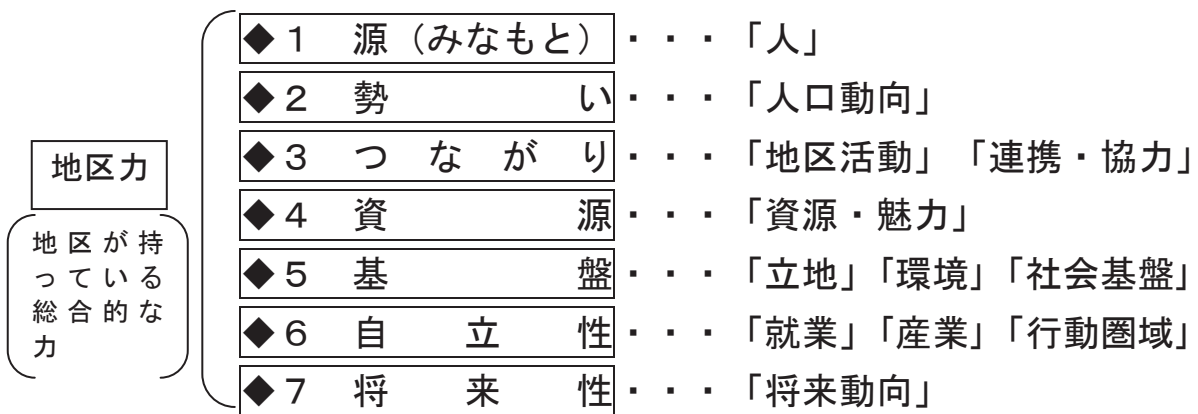 地区力
地区が持
っている
総合的な
力
◆1 源(みなもと)・・・「人」
◆2 勢い・・・「人口動向」
◆3 つながり・・・「地区活動」「連携・協力」
◆4 資源・・・「資源・魅力」
◆5 基盤・・・「立地」「環境」「社会基盤」
◆6 自立性・・・「就業」「産業」「行動圏域」
◆7 将来性・・・「将来動向」